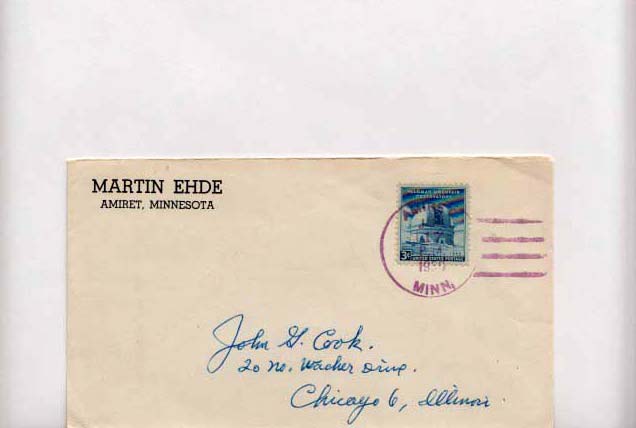 MARTIN EHDE
AMIRET, MINNESOTA
PALOMAR MOUNTAIN
OBSERVATORY
3¢
UNITED STATES POSTAGE
MINN.
John G. Cook.
20 No. Wacker Drive.
Chicago 6, Illinois